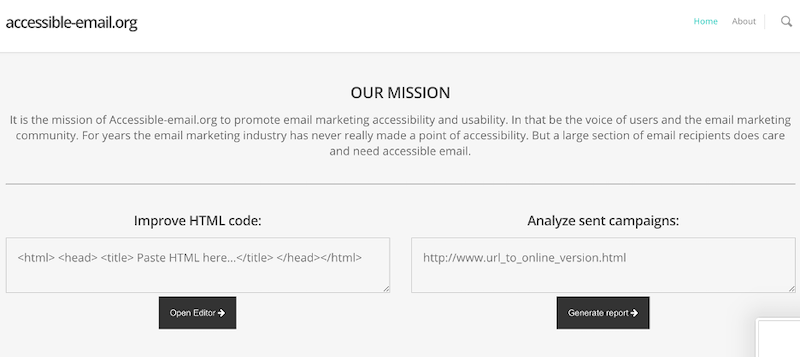 accessible-email.org
Home About
OUR MISSION
It is the mission of Accessible-email.org to promote email marketing accessibility and usability. In that be the voice of users and the email marketing
community. For years the email marketing industry has never really made a point of accessibility. But a large section of email recipients does care
and need accessible email.
Improve HTML code:
<html> <head> <title> Paste HTML here...</title> </head></html>
Open Editor
Analyze sent campaigns:
http://www.url_to_online_version.html
Generate report